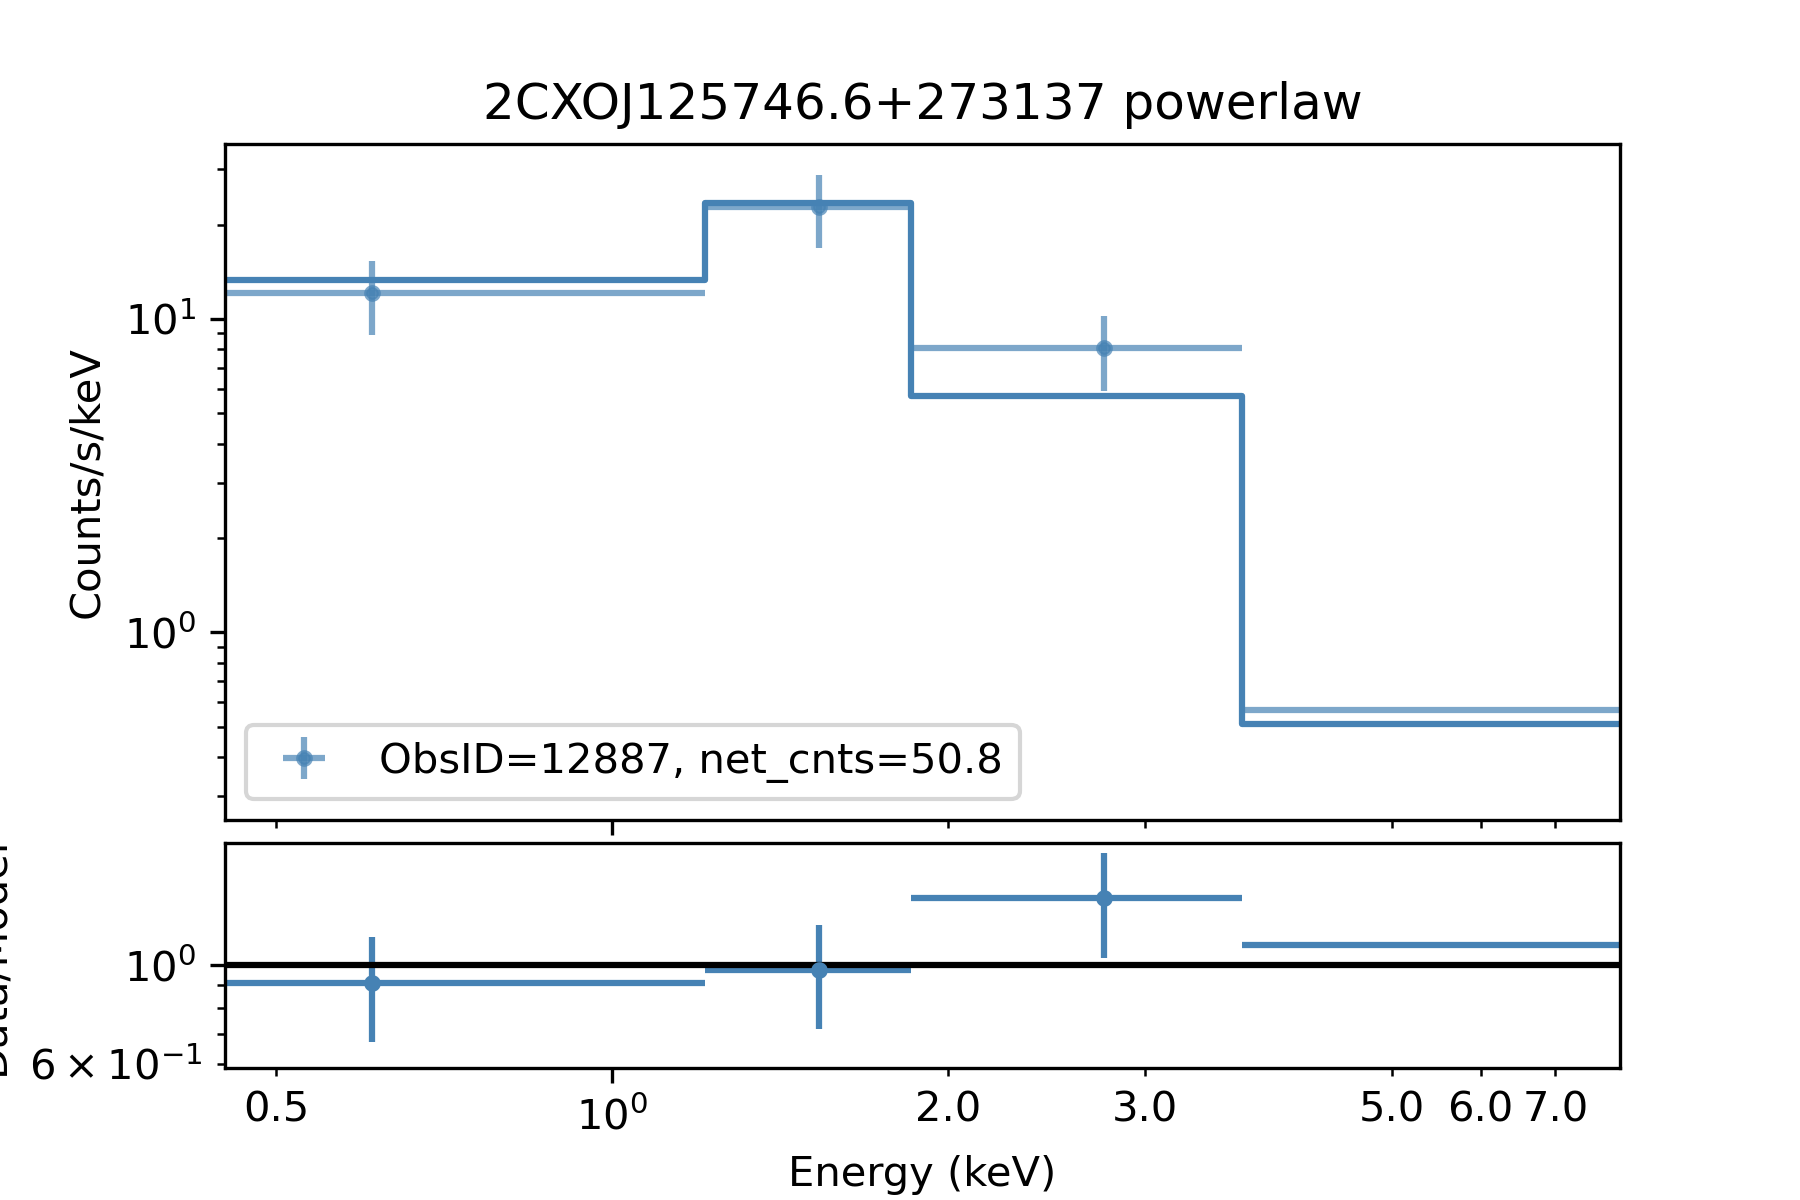 2CXOJ125746.6+273137 powerlaw
Counts/s/keV
10¹
10⁰
ObsID=12887, net_cnts=50.8
10⁰
6 × 10⁻¹
0.5 10⁰ 2.0 3.0 5.0 6.0 7.0
Energy (keV)